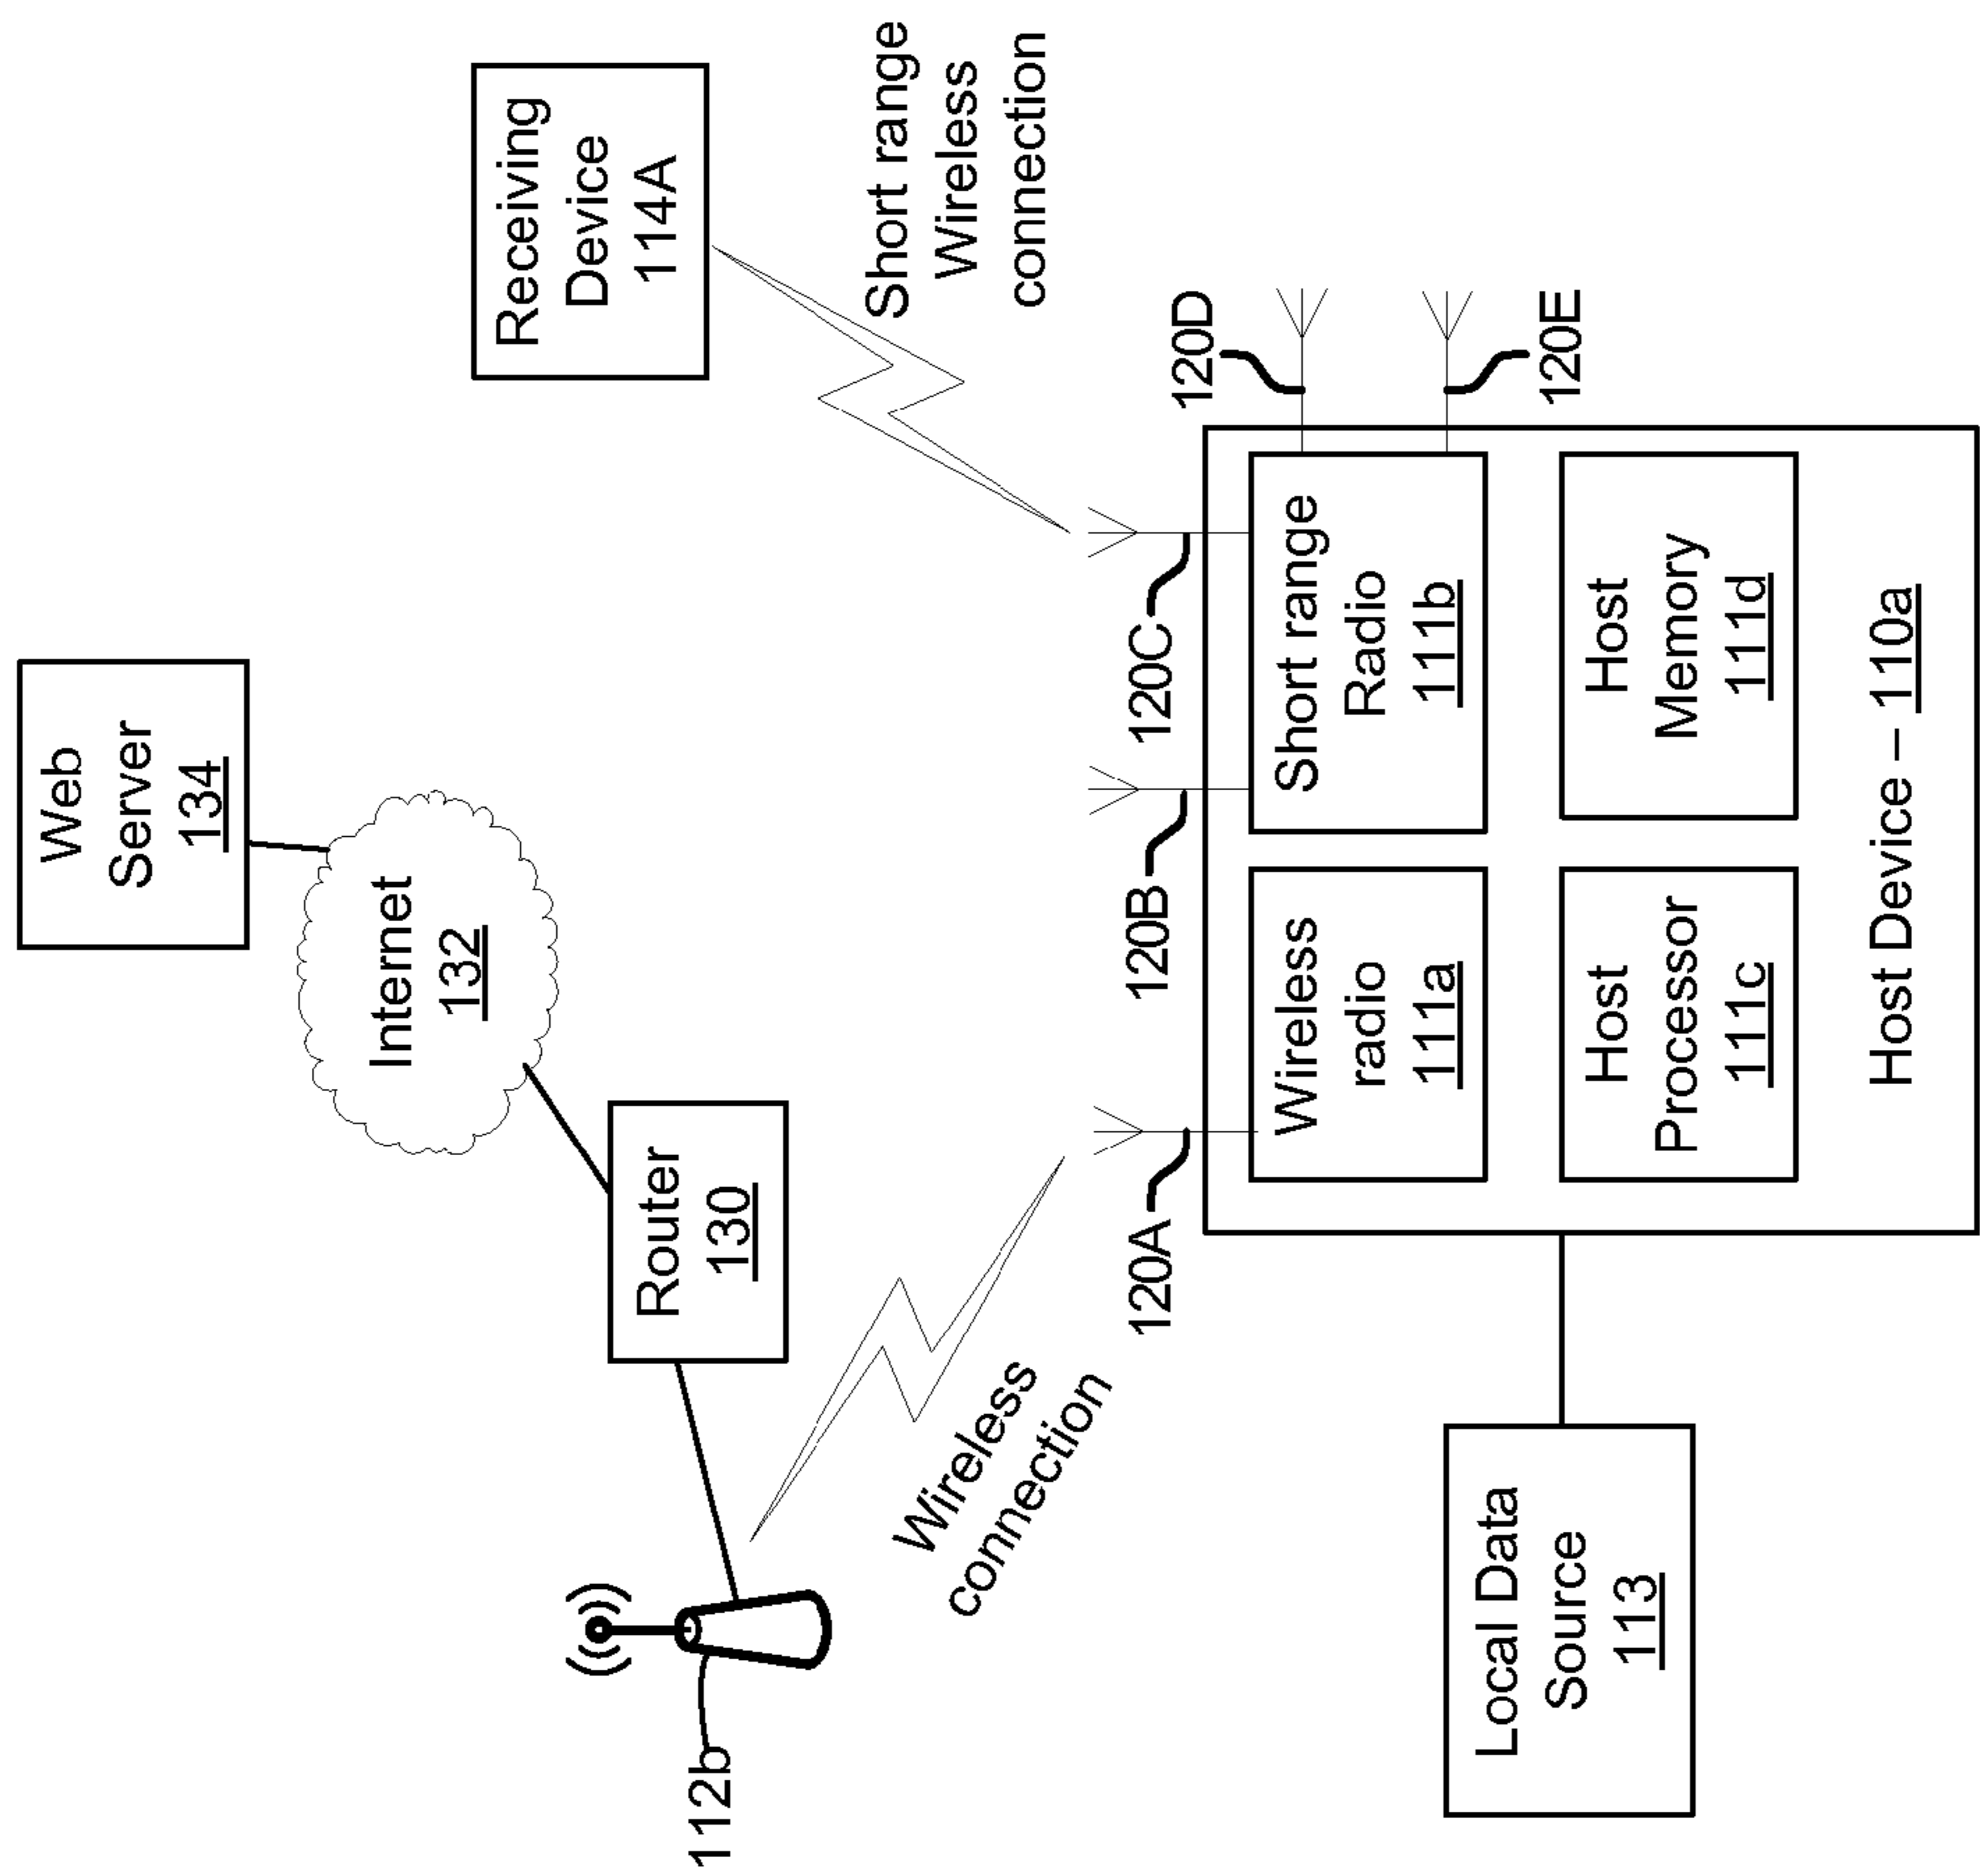 Web
Server
134
Internet
132
Receiving
Device
114A
Router
130
112b
Wireless
connection
Short range
Wireless
connection
120A
120B
120C
120D
120E
Wireless
radio
111a
Short range
Radio
111b
Host
Processor
111c
Host
Memory
111d
Host Device – 110a
Local Data
Source
113